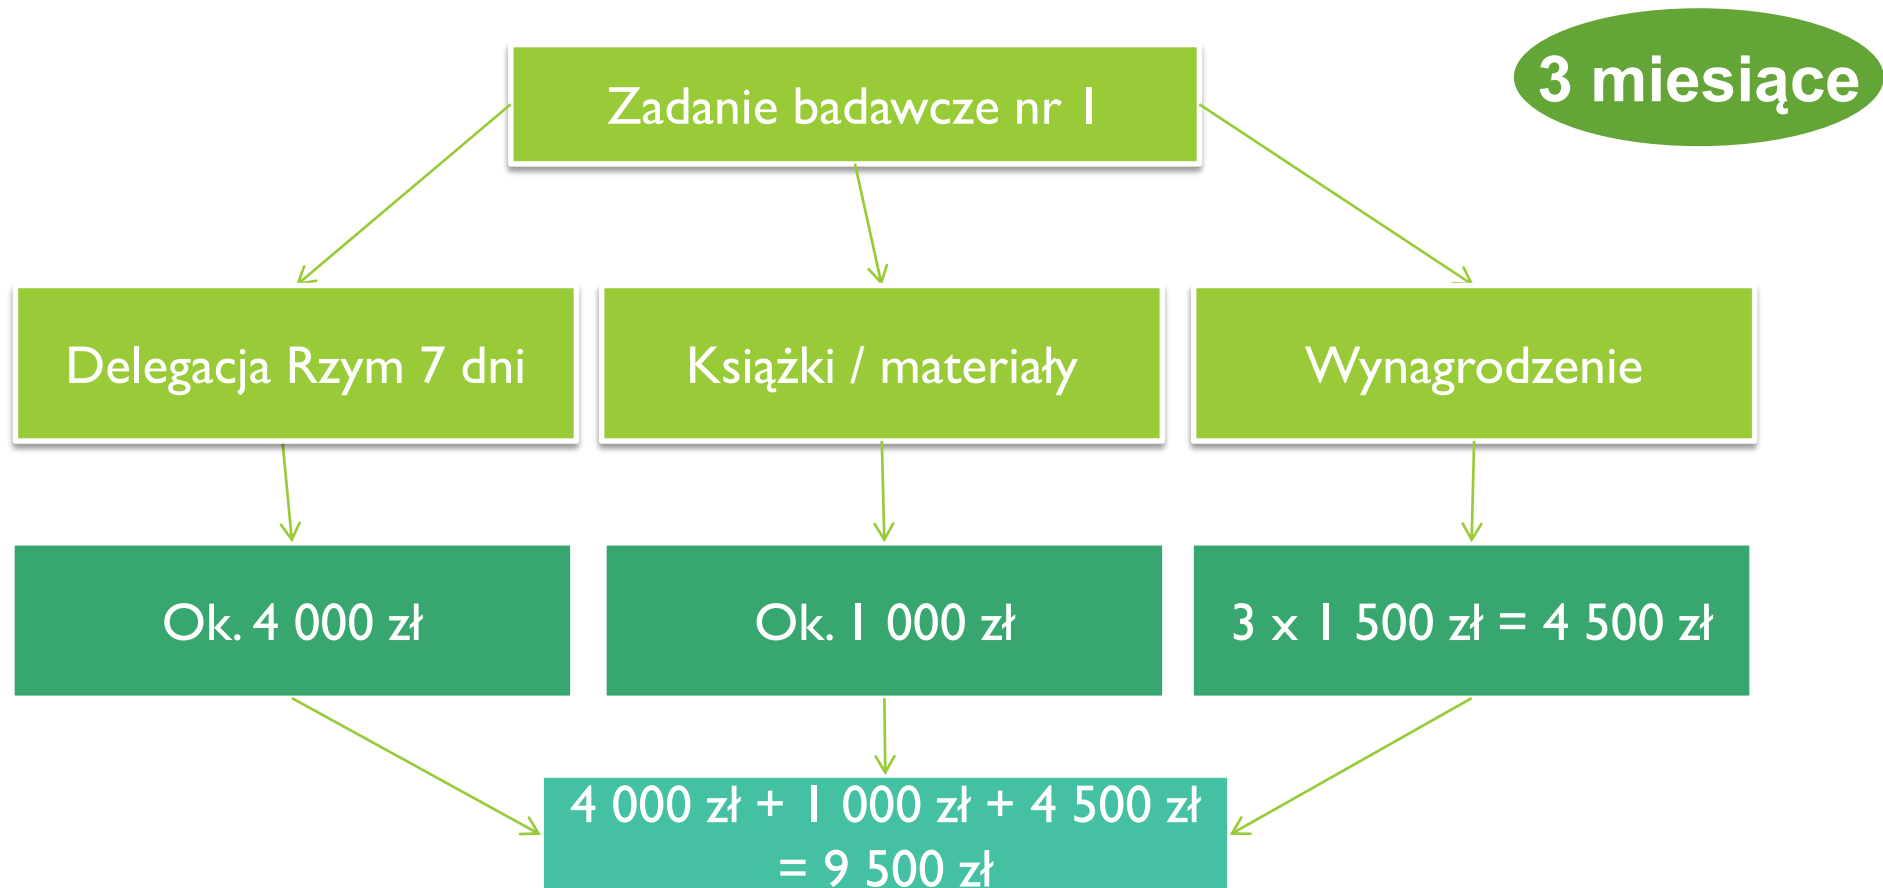 3 miesiące
Zadanie badawcze nr 1
Delegacja Rzym 7 dni
Książki / materiały
Wynagrodzenie
Ok. 4 000 zł
Ok. 1 000 zł
3 x 1 500 zł = 4 500 zł
4 000 zł + 1 000 zł + 4 500 zł
= 9 500 zł